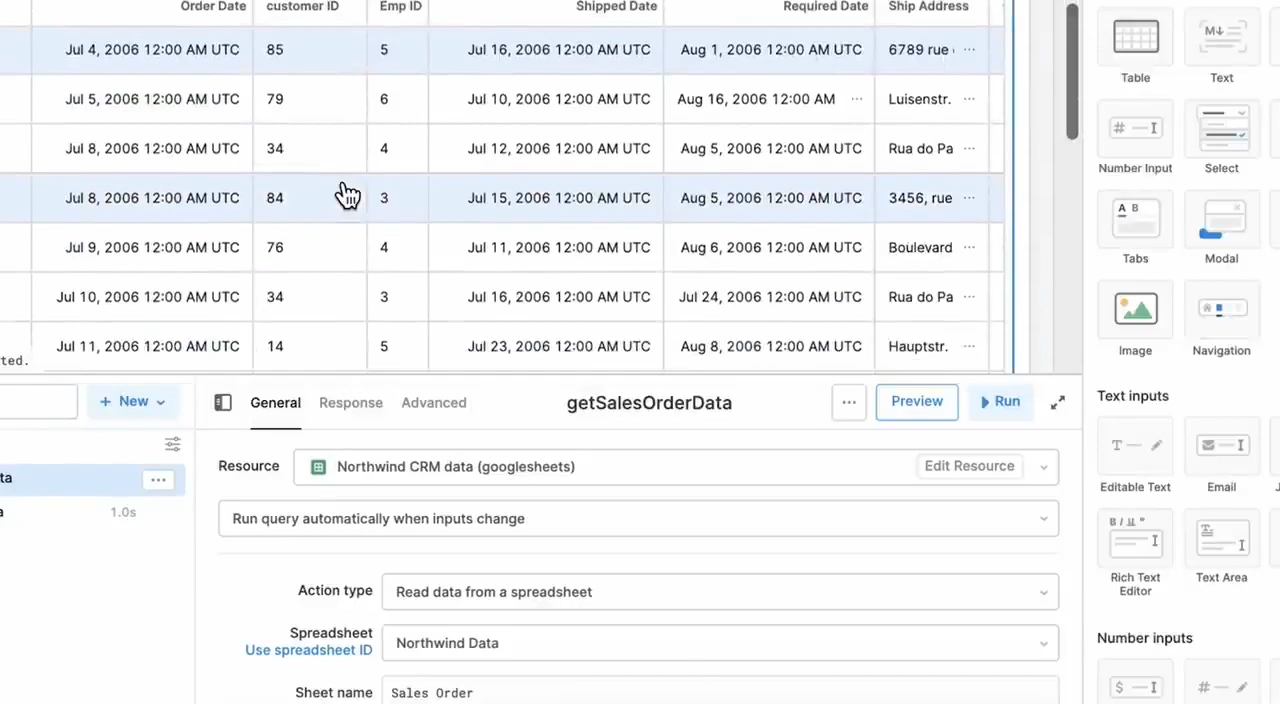 Order Date customer ID Emp ID Shipped Date Required Date Ship Address
Jul 4, 2006 12:00 AM UTC 85 5 Jul 16, 2006 12:00 AM UTC Aug 1, 2006 12:00 AM UTC 6789 rue ···
Jul 5, 2006 12:00 AM UTC 79 6 Jul 10, 2006 12:00 AM UTC Aug 16, 2006 12:00 AM ··· Luisenstr. ···
Jul 8, 2006 12:00 AM UTC 34 4 Jul 12, 2006 12:00 AM UTC Aug 5, 2006 12:00 AM UTC Rua do Pa ···
Jul 8, 2006 12:00 AM UTC 84 3 Jul 15, 2006 12:00 AM UTC Aug 5, 2006 12:00 AM UTC 3456, rue ···
Jul 9, 2006 12:00 AM UTC 76 4 Jul 11, 2006 12:00 AM UTC Aug 6, 2006 12:00 AM UTC Boulevard ···
Jul 10, 2006 12:00 AM UTC 34 3 Jul 16, 2006 12:00 AM UTC Jul 24, 2006 12:00 AM UTC Rua do Pa ···
Jul 11, 2006 12:00 AM UTC 14 5 Jul 23, 2006 12:00 AM UTC Aug 8, 2006 12:00 AM UTC Hauptstr. ···
ted.
+ New
ta
a 1.0s
General Response Advanced getSalesOrderData ··· Preview Run
Resource Northwind CRM data (googlesheets) Edit Resource
Run query automatically when inputs change
Action type Read data from a spreadsheet
Spreadsheet Northwind Data
Use spreadsheet ID
Sheet name Sales Order
Table Text
Number Input Select
Tabs Modal
Image Navigation
Text inputs
Editable Text Email
Rich Text Text Area
Editor
Number inputs